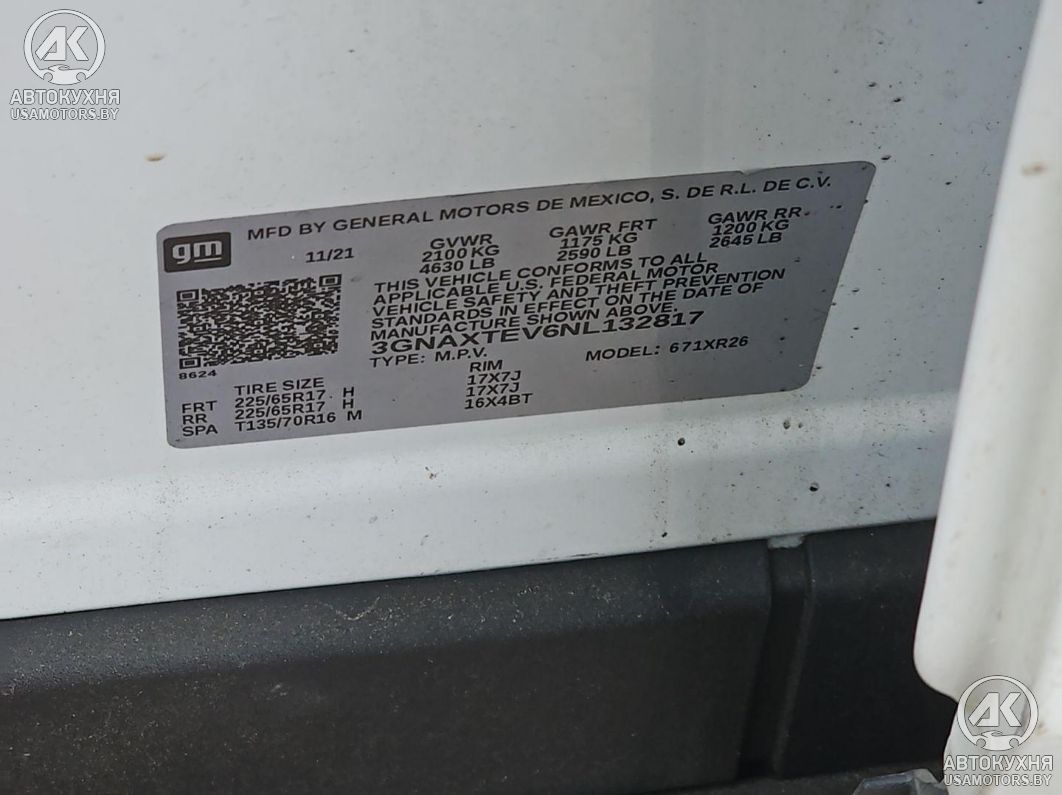 АК
АВТОКУХНЯ
USAMOTORS.BY
gm
MFD BY GENERAL MOTORS DE MEXICO, S. DE R.L. DE C.V.
11/21
GVWR GAWR FRT GAWR RR
2100 KG 1175 KG 1200 KG
4630 LB 2590 LB 2645 LB
THIS VEHICLE CONFORMS TO ALL
APPLICABLE U.S. FEDERAL MOTOR
VEHICLE SAFETY AND THEFT PREVENTION
STANDARDS IN EFFECT ON THE DATE OF
MANUFACTURE SHOWN ABOVE.
3GNAXTEV6NL132817
TYPE: M.P.V. MODEL: 671XR26
8624
TIRE SIZE RIM
FRT 225/65R17 H 17X7J
RR 225/65R17 H 17X7J
SPA T135/70R16 M 16X4BT
АК
АВТОКУХНЯ
USAMOTORS.BY